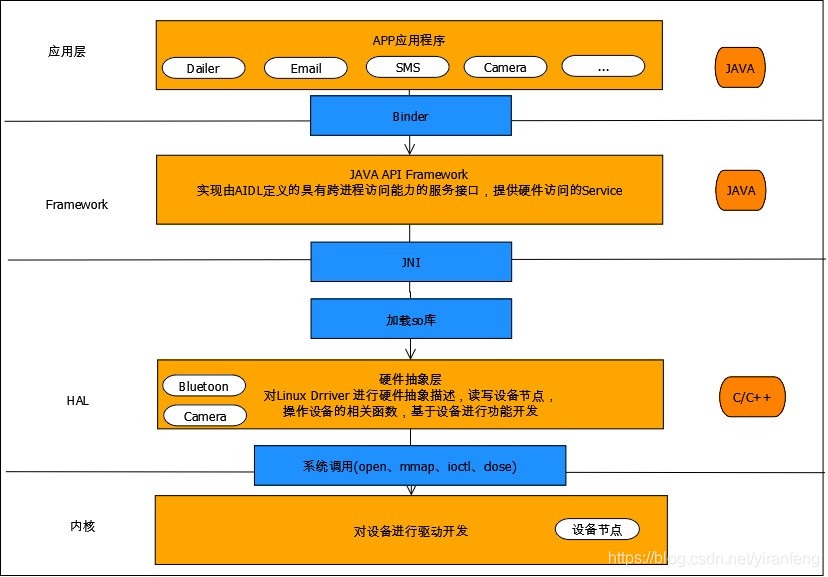 应用层
APP应用程序
Dailer
Email
SMS
Camera
...
JAVA
Binder
Framework
JAVA API Framework
实现由AIDL定义的具有跨进程访问能力的服务接口，提供硬件访问的Service
JAVA
JNI
加载so库
HAL
Bluetoon
Camera
硬件抽象层
对Linux Drriver 进行硬件抽象描述，读写设备节点，
操作设备的相关函数，基于设备进行功能开发
C/C++
系统调用(open、mmap、ioctl、close)
内核
对设备进行驱动开发
设备节点
https://blog.csdn.net/yiranfeng